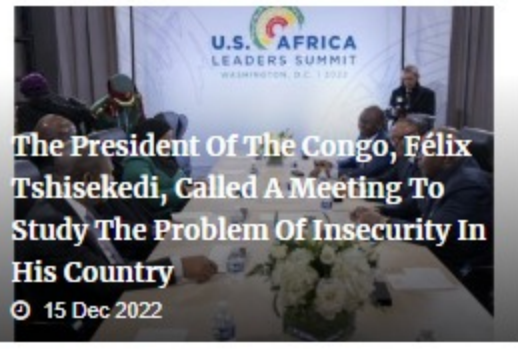 U.S. AFRICA
LEADERS SUMMIT
WASHINGTON, D.C. | 2022
The President Of The Congo, Félix
Tshisekedi, Called A Meeting To
Study The Problem Of Insecurity In
His Country
15 Dec 2022